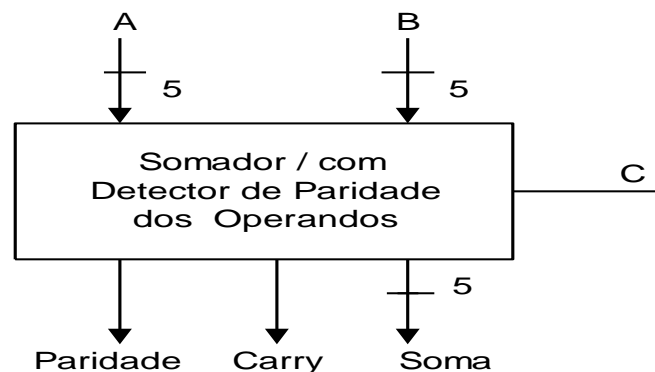 A B
5 5
Somador / com
Detector de Paridade
dos Operandos
C
5
Paridade Carry Soma